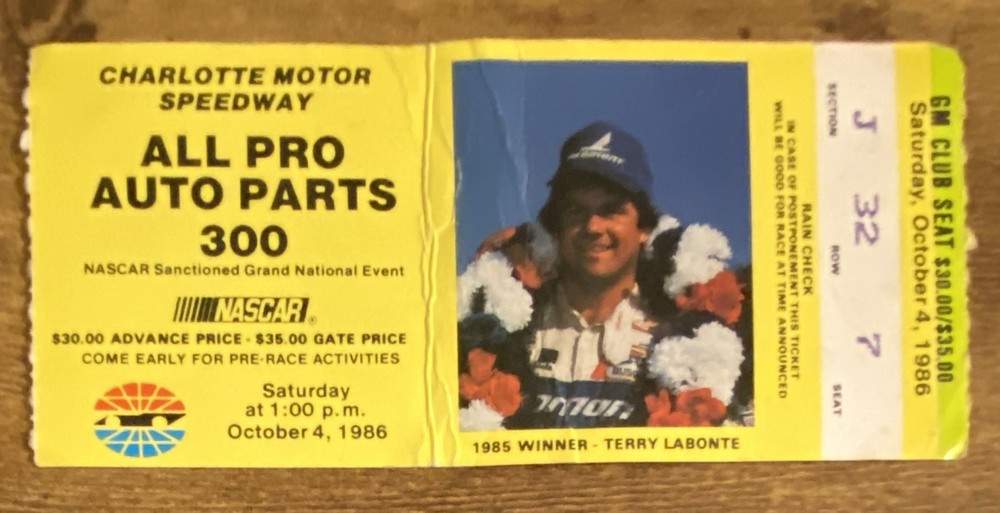 CHARLOTTE MOTOR
SPEEDWAY
ALL PRO
AUTO PARTS
300
NASCAR Sanctioned Grand National Event
NASCAR®
$30.00 ADVANCE PRICE - $35.00 GATE PRICE
COME EARLY FOR PRE-RACE ACTIVITIES
Saturday
at 1:00 p.m.
October 4, 1986
1985 WINNER - TERRY LABONTE
RAIN CHECK
IN CASE OF POSTPONEMENT THIS TICKET
WILL BE GOOD FOR RACE AT TIME ANNOUNCED
SECTION J
ROW 32
SEAT 7
GM CLUB SEAT $30.00/$35.00
Saturday, October 4, 1986